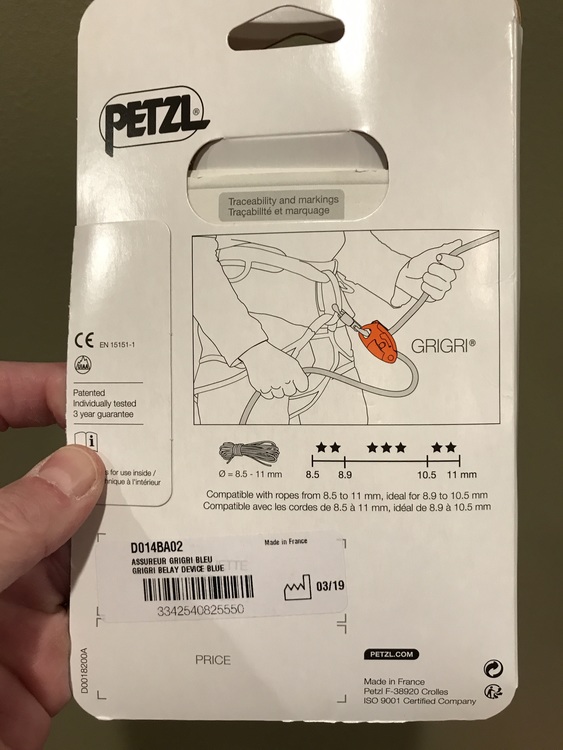 PETZL®
Traceability and markings
Traçabilité et marquage
CE EN 15151-1
Patented
Individually tested
3 year guarantee
i
s for use inside /
nique à l'intérieur
GRIGRI®
Ø = 8.5 - 11 mm
8.5 8.9 10.5 11 mm
Compatible with ropes from 8.5 to 11 mm, ideal for 8.9 to 10.5 mm
Compatible avec les cordes de 8.5 à 11 mm, idéal de 8.9 à 10.5 mm
D014BA02
Made in France
ASSUREUR GRIGRI BLEU
GRIGRI BELAY DEVICE BLUE
03/19
3342540825550
PRICE
D0018200A
PETZL.COM
Made in France
Petzl F-38920 Crolles
ISO 9001 Certified Company